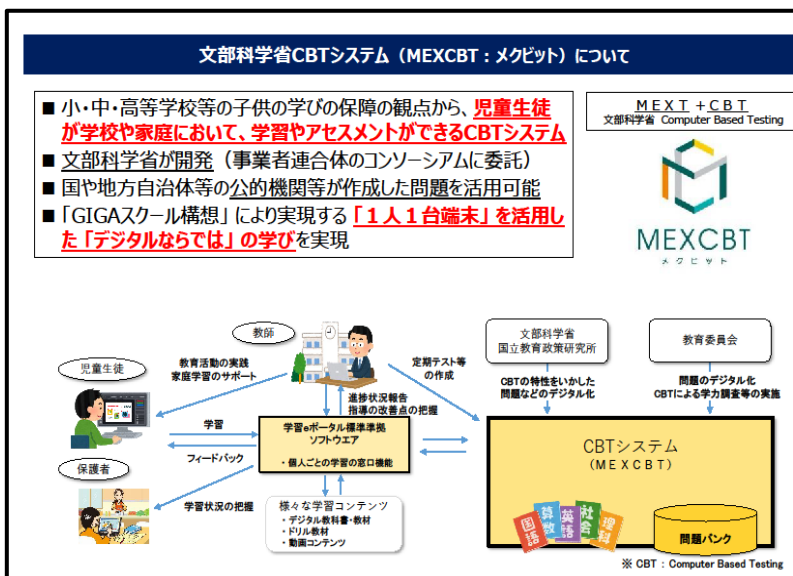 文部科学省CBTシステム（MEXCBT：メクビット）について
■ 小・中・高等学校等の子供の学びの保障の観点から、児童生徒
が学校や家庭において、学習やアセスメントができるCBTシステム
■ 文部科学省が開発（事業者連合体のコンソーシアムに委託）
■ 国や地方自治体等の公的機関等が作成した問題を活用可能
■ 「GIGAスクール構想」により実現する「１人１台端末」を活用し
た「デジタルならでは」の学びを実現
MEXT+CBT
文部科学省 Computer Based Testing
MEXCBT
メクビット
教師
児童生徒
教育活動の実践
家庭学習のサポート
定期テスト等
の作成
文部科学省
国立教育政策研究所
教育委員会
進捗状況報告
指導の改善点の把握
CBTの特性をいかした
問題などのデジタル化
問題のデジタル化
CBTによる学力調査等の実施
学習
フィードバック
学習eポータル標準準拠
ソフトウエア
・個人ごとの学習の窓口機能
CBTシステム
（MEXCBT）
保護者
学習状況の把握
様々な学習コンテンツ
・デジタル教科書・教材
・ドリル教材
・動画コンテンツ
国語
算数
英語
社会
理科
問題バンク
※ CBT：Computer Based Testing